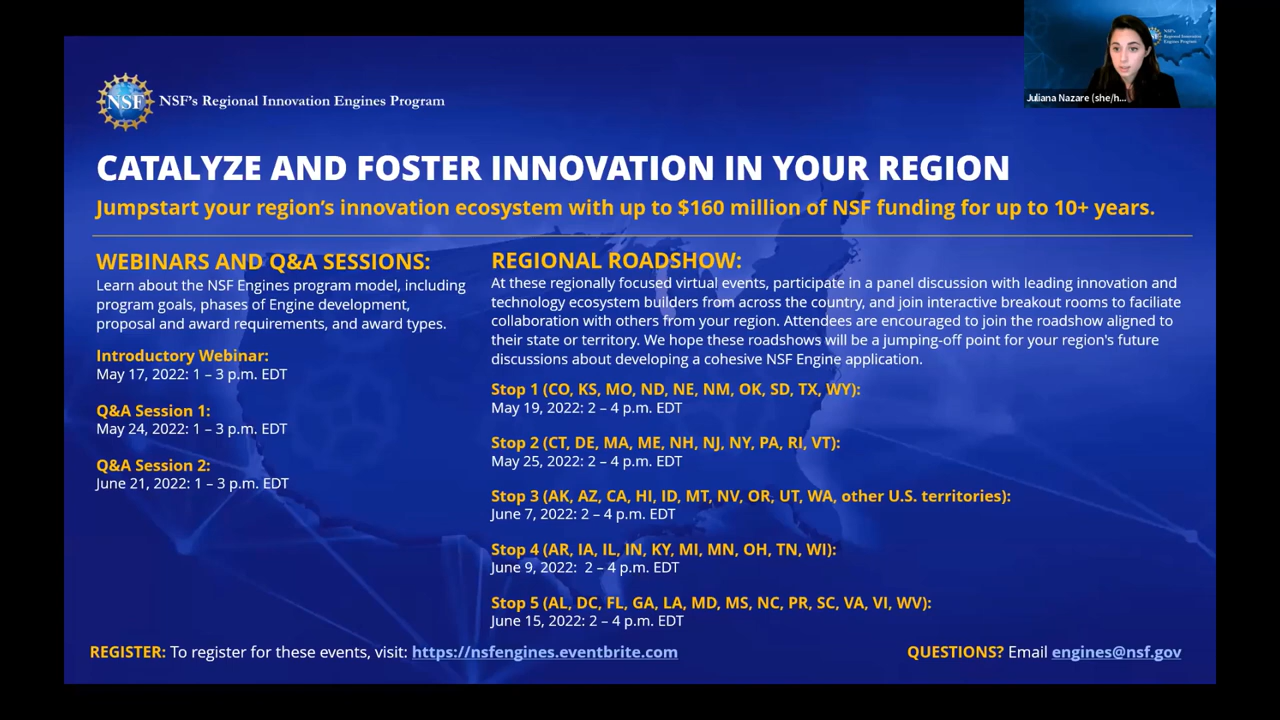 NSF
NSF's Regional Innovation Engines Program
Juliana Nazare (she/h...
CATALYZE AND FOSTER INNOVATION IN YOUR REGION
Jumpstart your region's innovation ecosystem with up to $160 million of NSF funding for up to 10+ years.
WEBINARS AND Q&A SESSIONS:
Learn about the NSF Engines program model, including
program goals, phases of Engine development,
proposal and award requirements, and award types.
Introductory Webinar:
May 17, 2022: 1 – 3 p.m. EDT
Q&A Session 1:
May 24, 2022: 1 – 3 p.m. EDT
Q&A Session 2:
June 21, 2022: 1 – 3 p.m. EDT
REGIONAL ROADSHOW:
At these regionally focused virtual events, participate in a panel discussion with leading innovation and
technology ecosystem builders from across the country, and join interactive breakout rooms to faciliate
collaboration with others from your region. Attendees are encouraged to join the roadshow aligned to
their state or territory. We hope these roadshows will be a jumping-off point for your region's future
discussions about developing a cohesive NSF Engine application.
Stop 1 (CO, KS, MO, ND, NE, NM, OK, SD, TX, WY):
May 19, 2022: 2 – 4 p.m. EDT
Stop 2 (CT, DE, MA, ME, NH, NJ, NY, PA, RI, VT):
May 25, 2022: 2 – 4 p.m. EDT
Stop 3 (AK, AZ, CA, HI, ID, MT, NV, OR, UT, WA, other U.S. territories):
June 7, 2022: 2 – 4 p.m. EDT
Stop 4 (AR, IA, IL, IN, KY, MI, MN, OH, TN, WI):
June 9, 2022:  2 – 4 p.m. EDT
Stop 5 (AL, DC, FL, GA, LA, MD, MS, NC, PR, SC, VA, VI, WV):
June 15, 2022: 2 – 4 p.m. EDT
REGISTER: To register for these events, visit: https://nsfengines.eventbrite.com
QUESTIONS? Email engines@nsf.gov